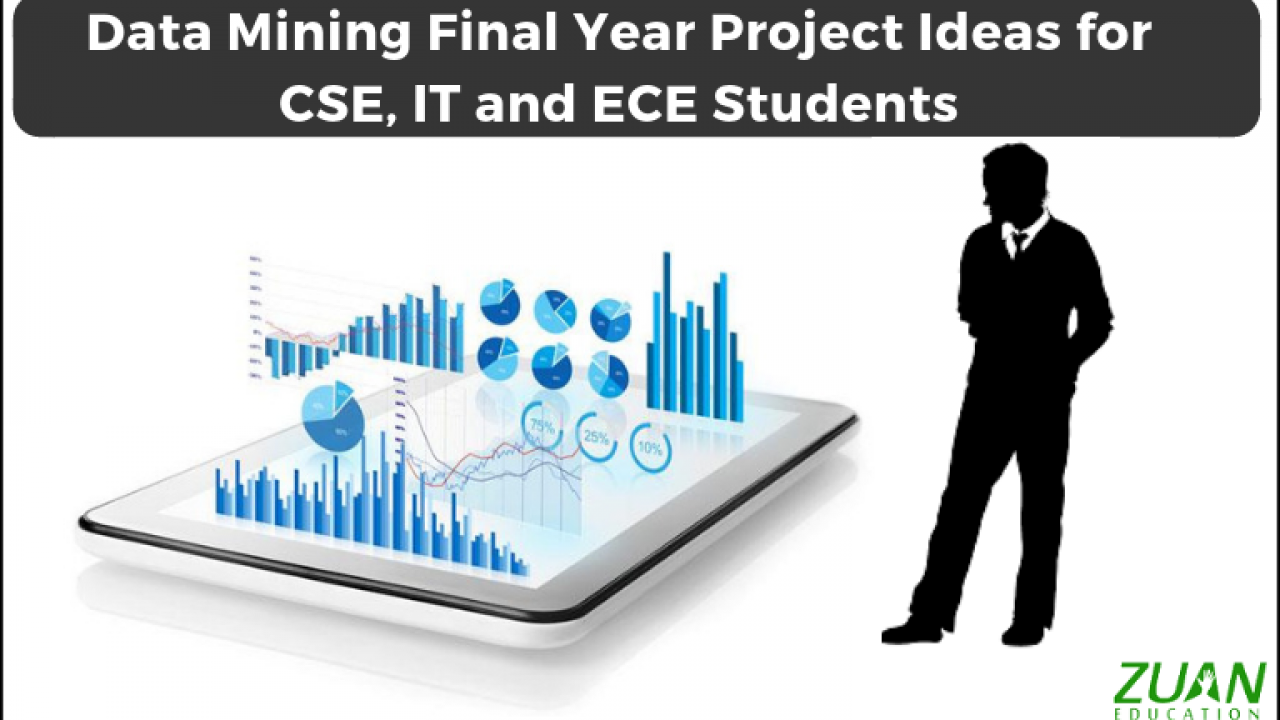 Data Mining Final Year Project Ideas for
CSE, IT and ECE Students
75%
25%
10%
ZUAN
EDUCATION